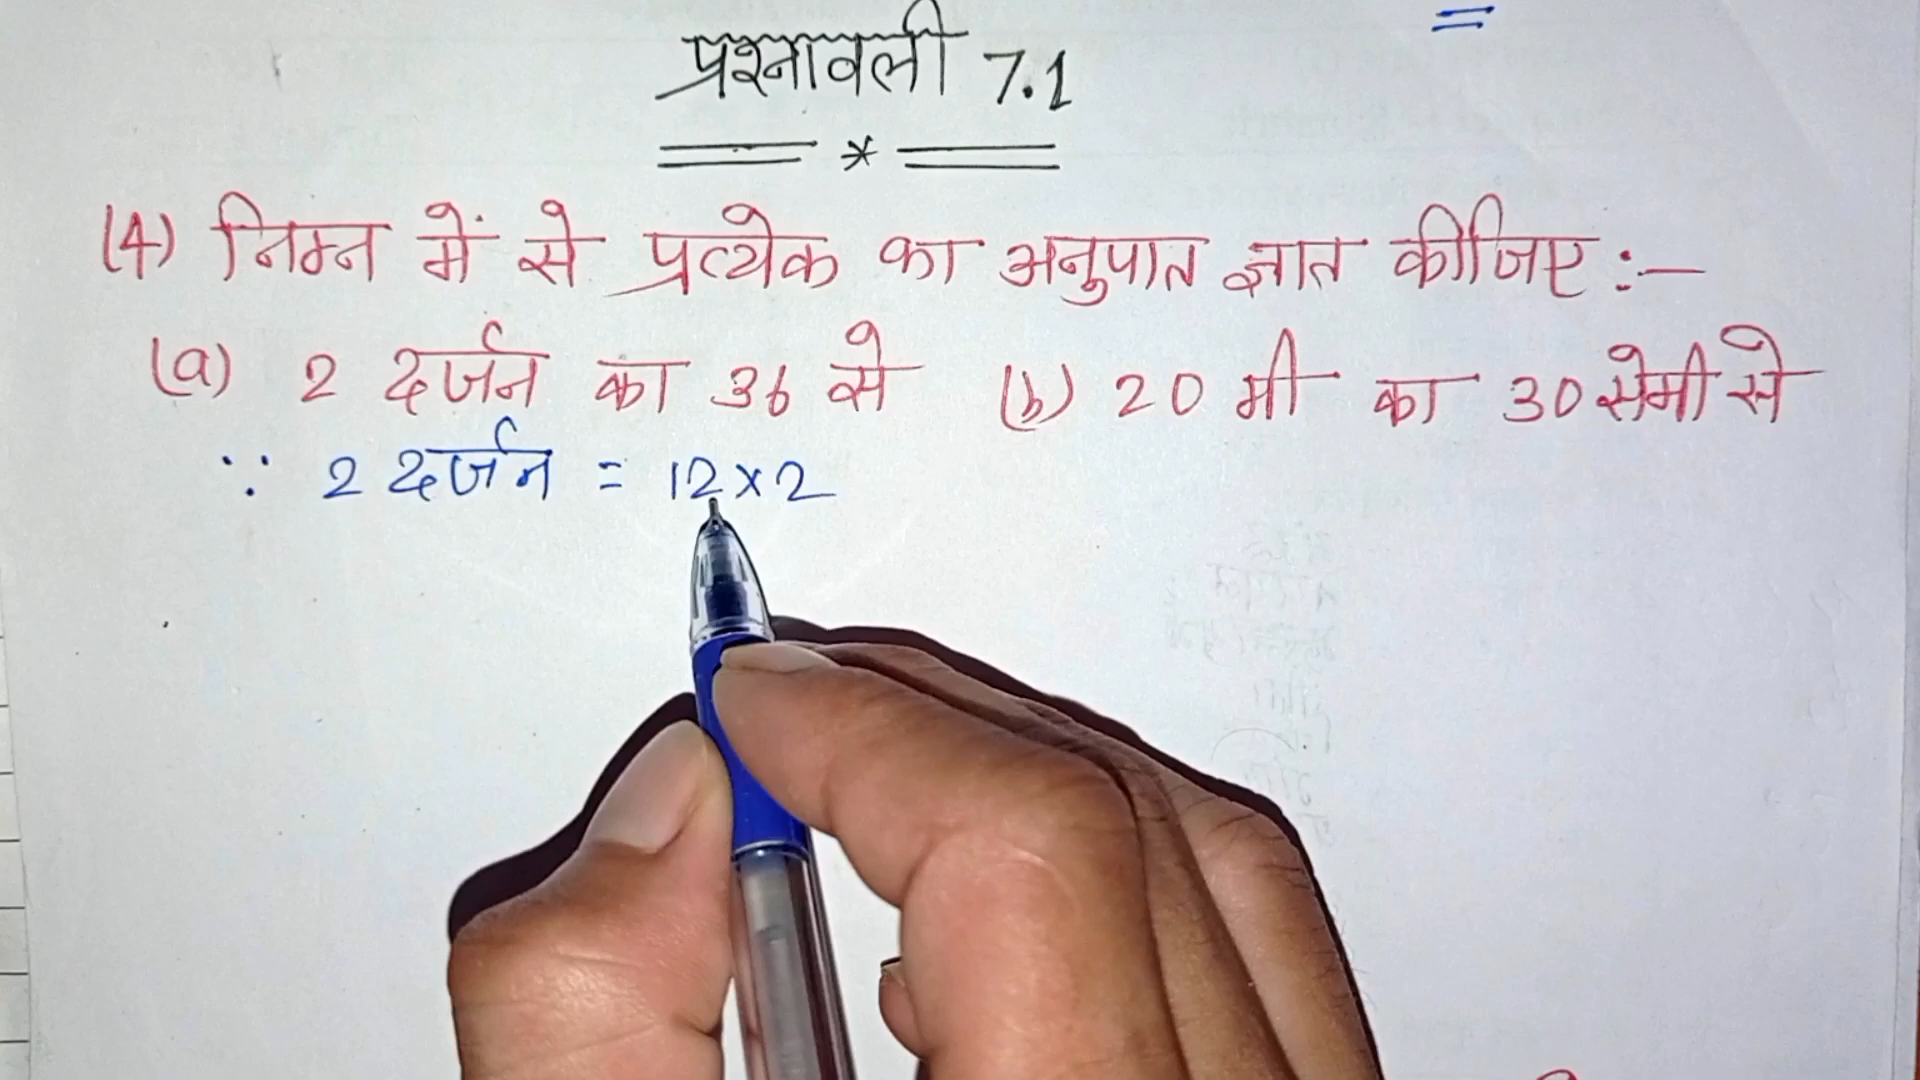 प्रश्नावली 7.1
*
(4) निम्न में से प्रत्येक का अनुपात ज्ञात कीजिए :-
(a) 2 दर्जन का 36 से (b) 20 मी का 30 सेमी से
∵ 2 दर्जन = 12×2